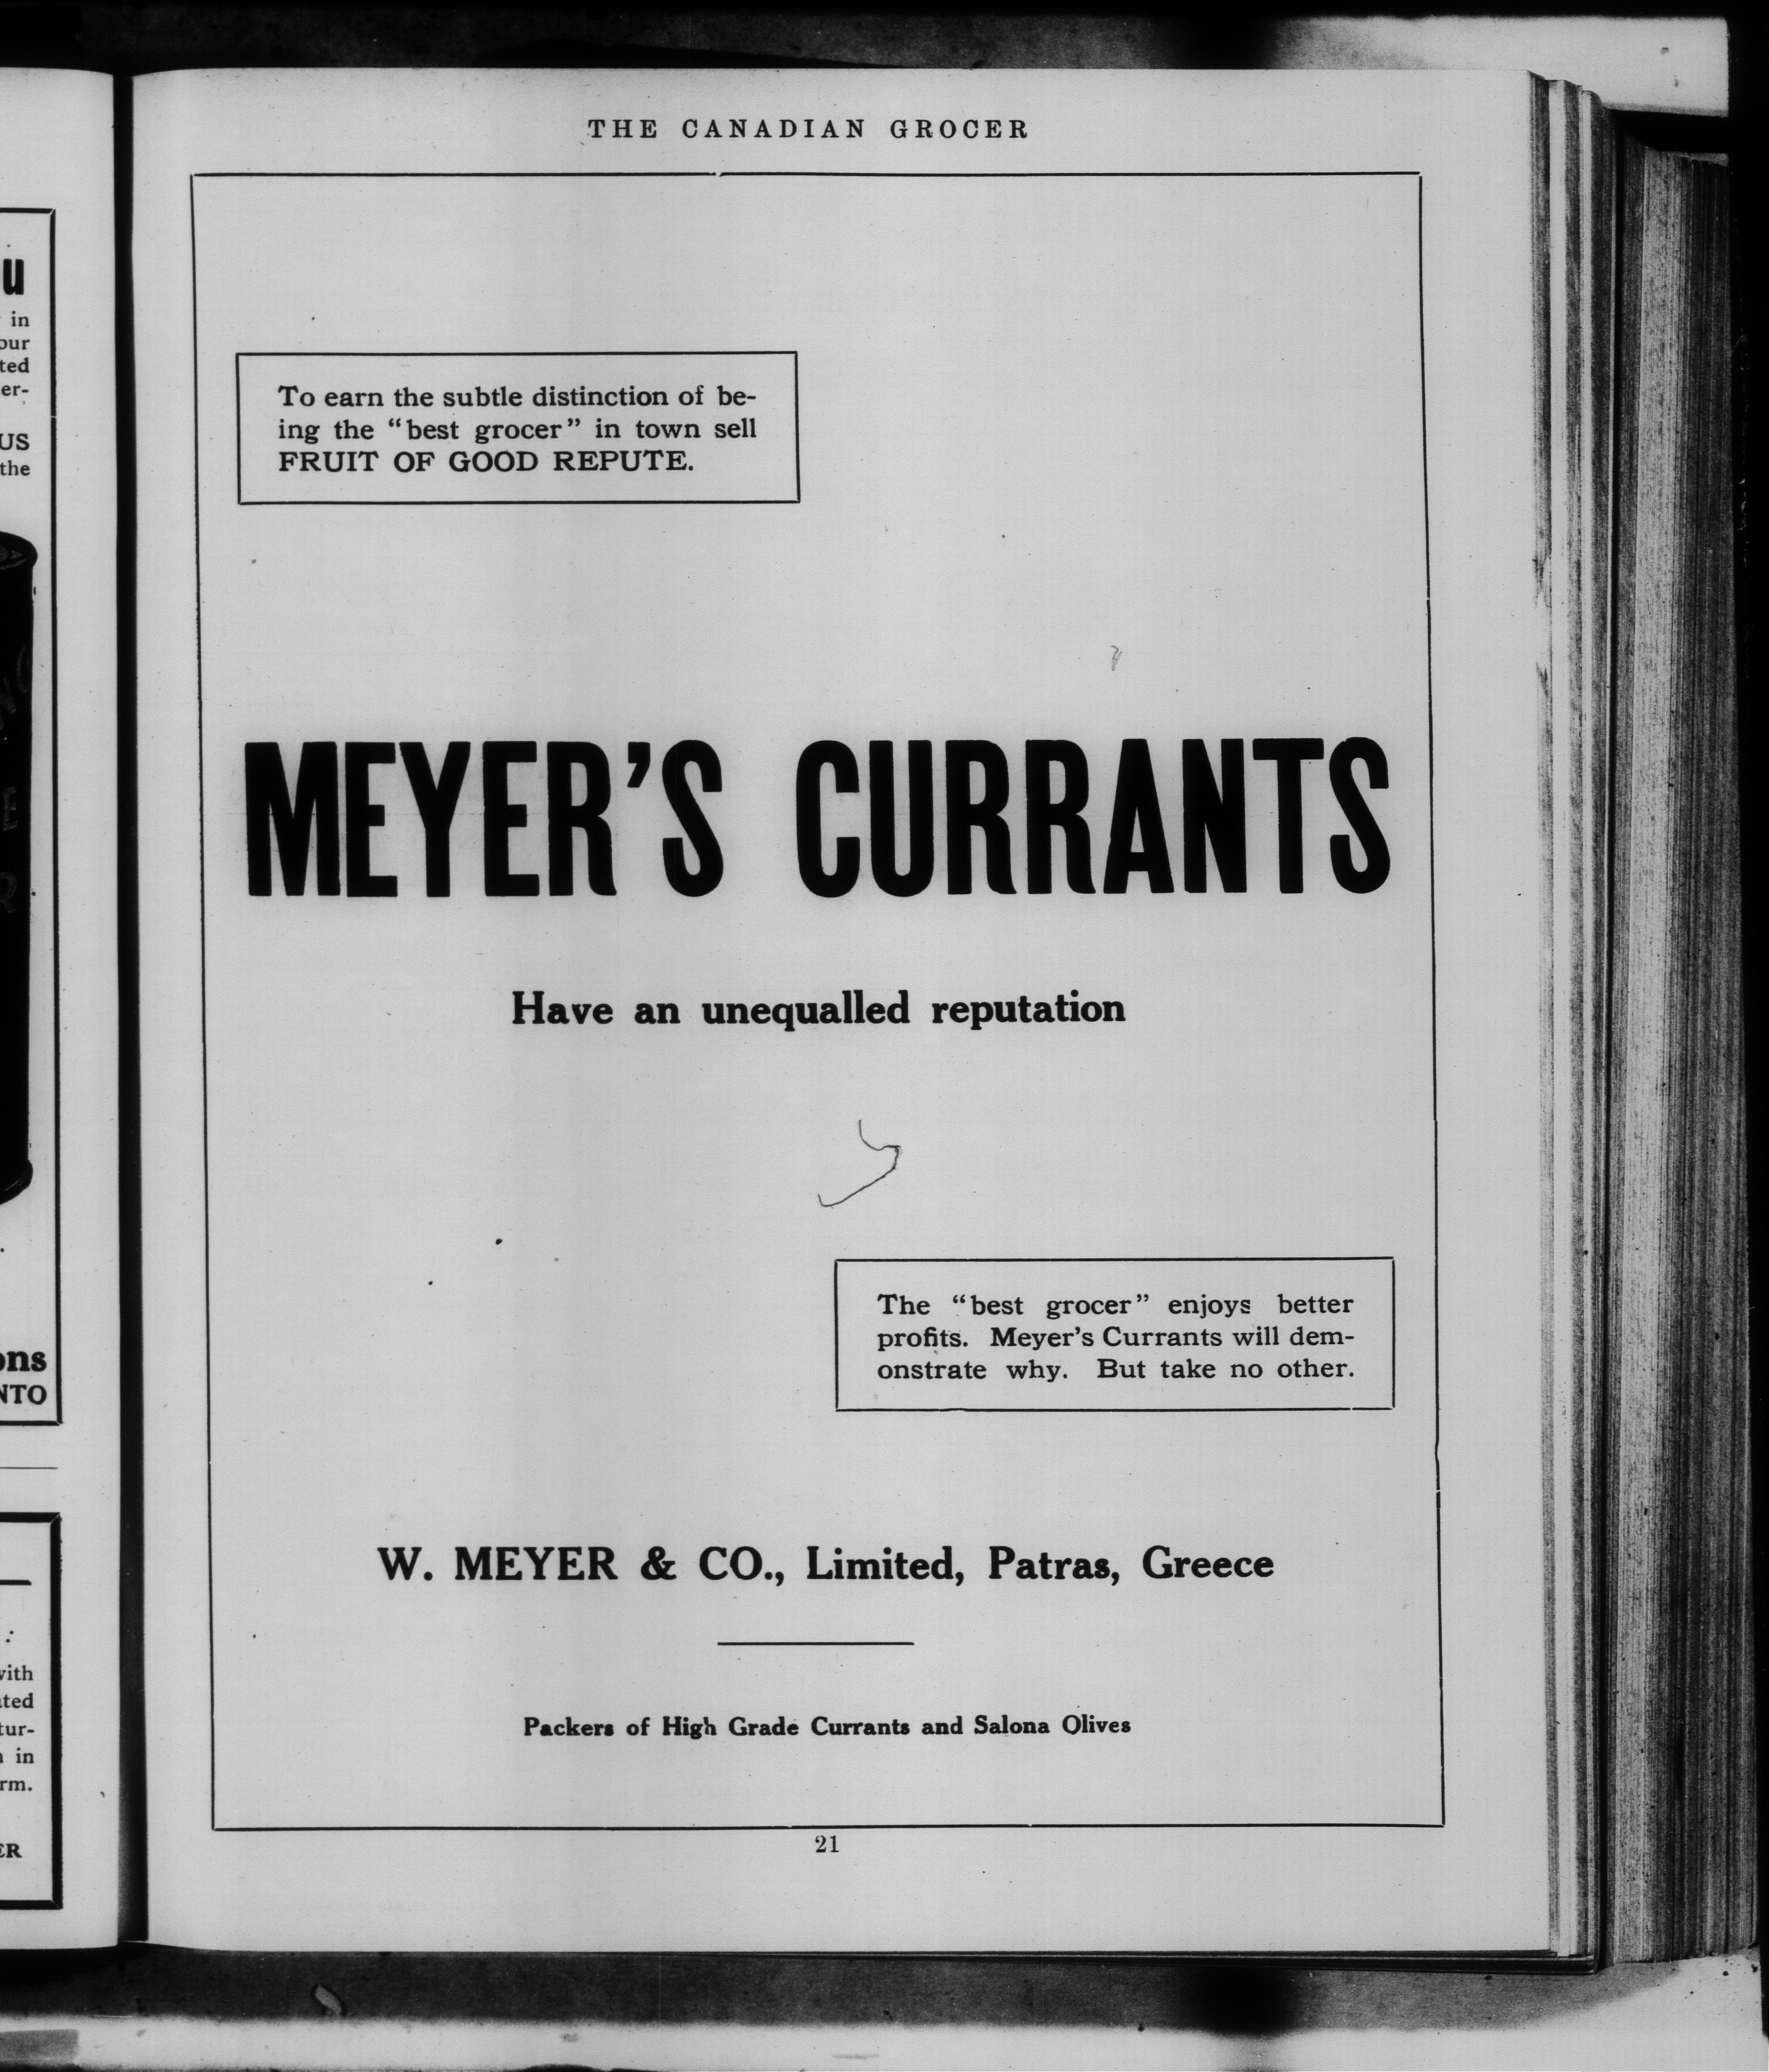 THE CANADIAN GROCER
To earn the subtle distinction of be-
ing the “best grocer” in town sell
FRUIT OF GOOD REPUTE.
MEYER’S CURRANTS
Have an unequalled reputation
The “best grocer” enjoys better
profits. Meyer’s Currants will dem-
onstrate why. But take no other.
W. MEYER & CO., Limited, Patras, Greece
Packers of High Grade Currants and Salona Olives
21
in
the
in